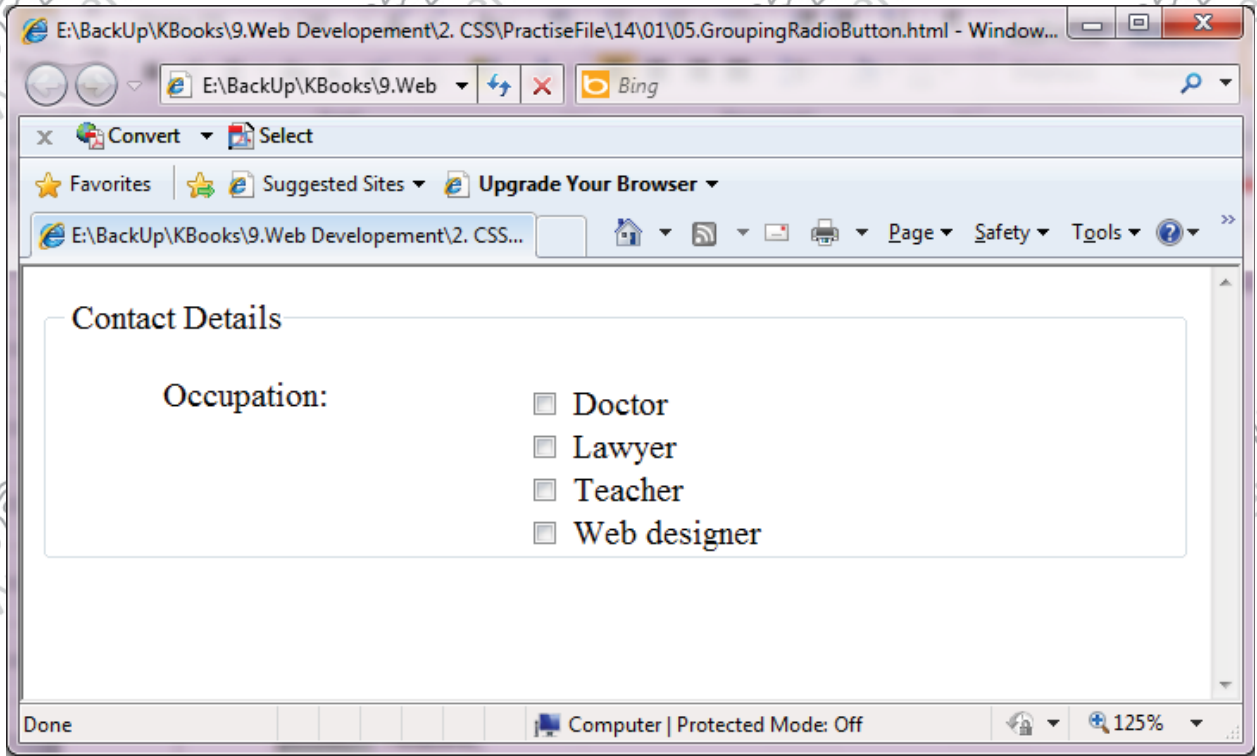 E:\BackUp\KBooks\9.Web Developement\2. CSS\PractiseFile\14\01\05.GroupingRadioButton.html - Window...
E:\BackUp\KBooks\9.Web
Bing
x Convert Select
Favorites Suggested Sites Upgrade Your Browser
E:\BackUp\KBooks\9.Web Developement\2. CSS... Page Safety Tools »
Contact Details
Occupation:
Doctor
Lawyer
Teacher
Web designer
Done Computer | Protected Mode: Off 125%